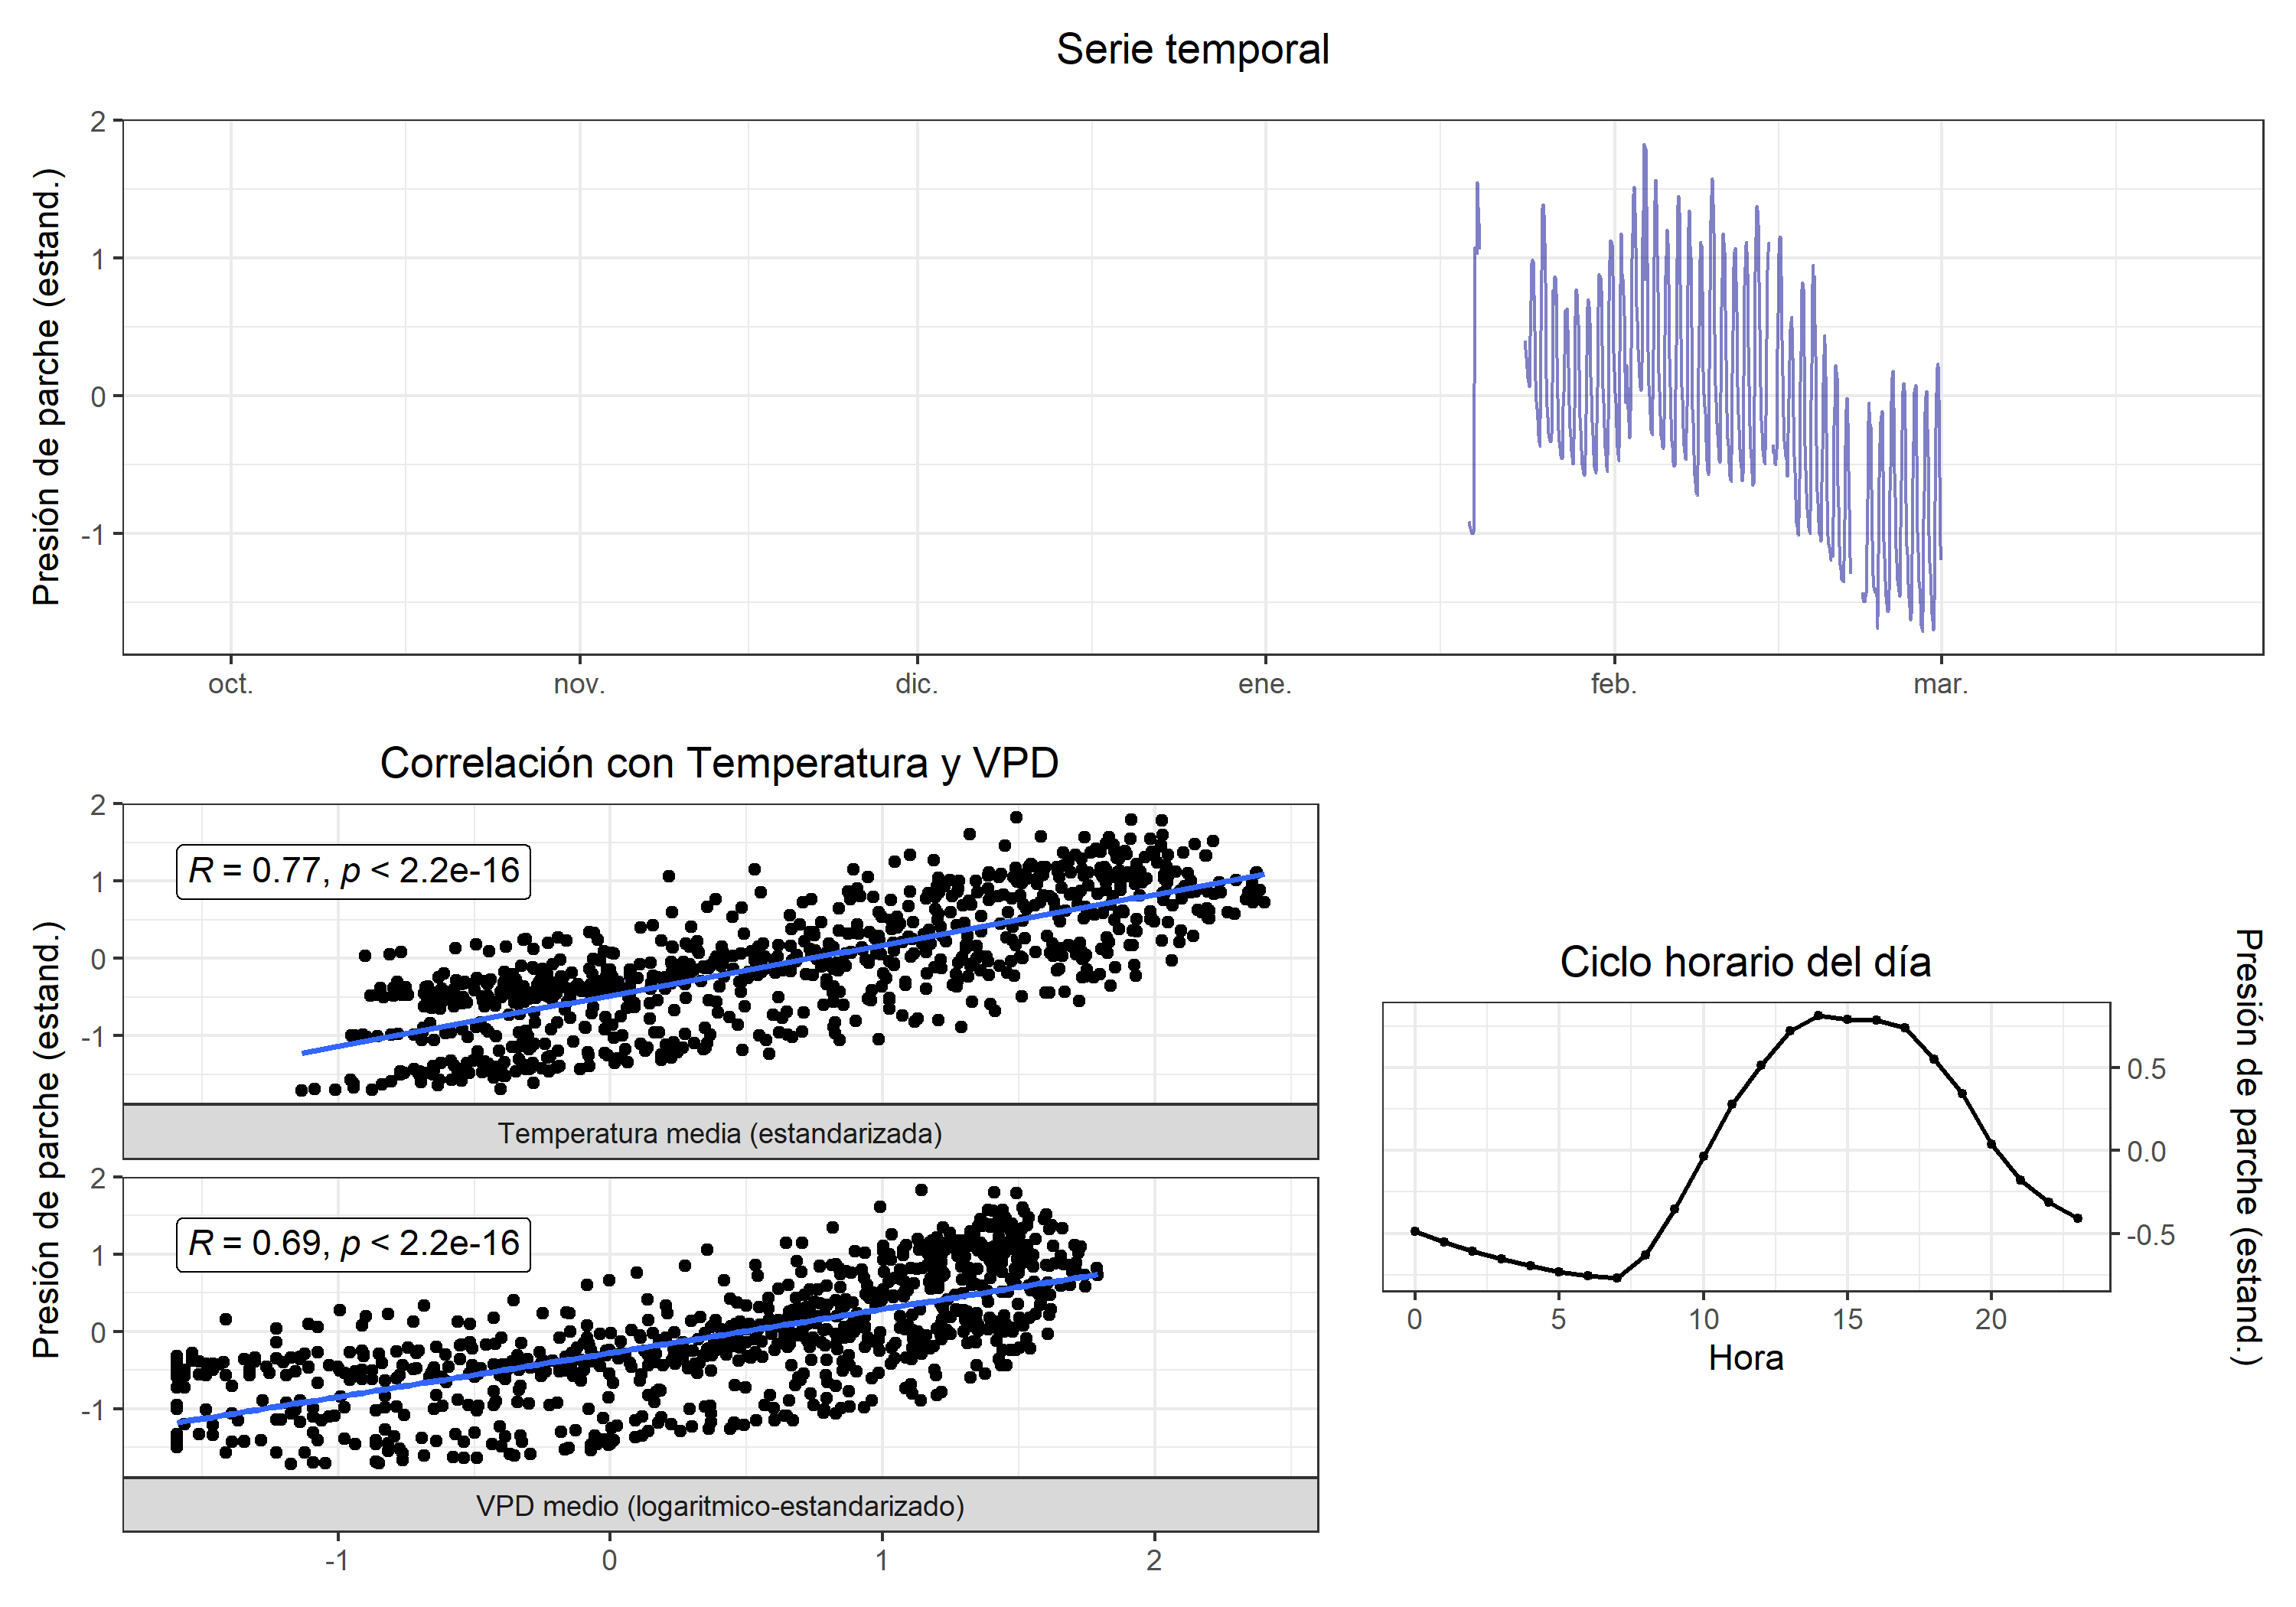 Serie temporal
Presión de parche (estand.)
2
1
0
-1
oct.
nov.
dic.
ene.
feb.
mar.
Correlación con Temperatura y VPD
Presión de parche (estand.)
2
1
0
-1
R = 0.77, p < 2.2e-16
Temperatura media (estandarizada)
2
1
0
-1
R = 0.69, p < 2.2e-16
VPD medio (logaritmico-estandarizado)
-1
0
1
2
Ciclo horario del día
0.5
0.0
-0.5
Presión de parche (estand.)
0
5
10
15
20
Hora